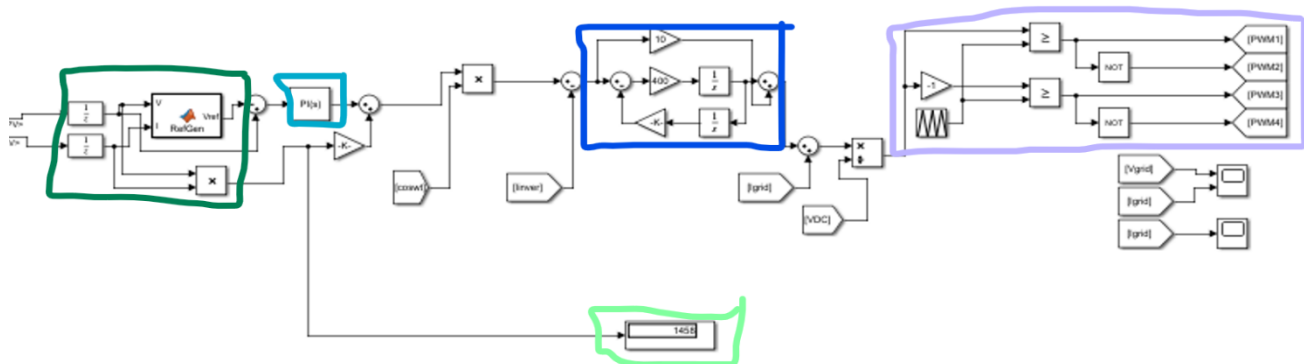 PV>
V>
1
z
1
z
V
I
Vref
RefGen
×
PI(s)
-K-
[coswt]
×
[Iinver]
10
400
1
s
-K-
1
s
[Igrid]
[VDC]
×
÷
-1
≥
≥
NOT
NOT
[PWM1]
[PWM2]
[PWM3]
[PWM4]
[Vgrid]
[Igrid]
[Igrid]
1458